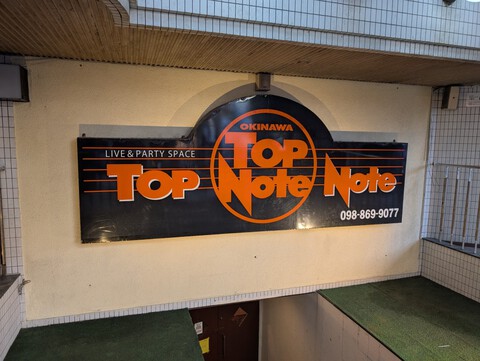 OKINAWA
LIVE & PARTY SPACE
TOP NOTE
TOP NOTE
098-869-9077